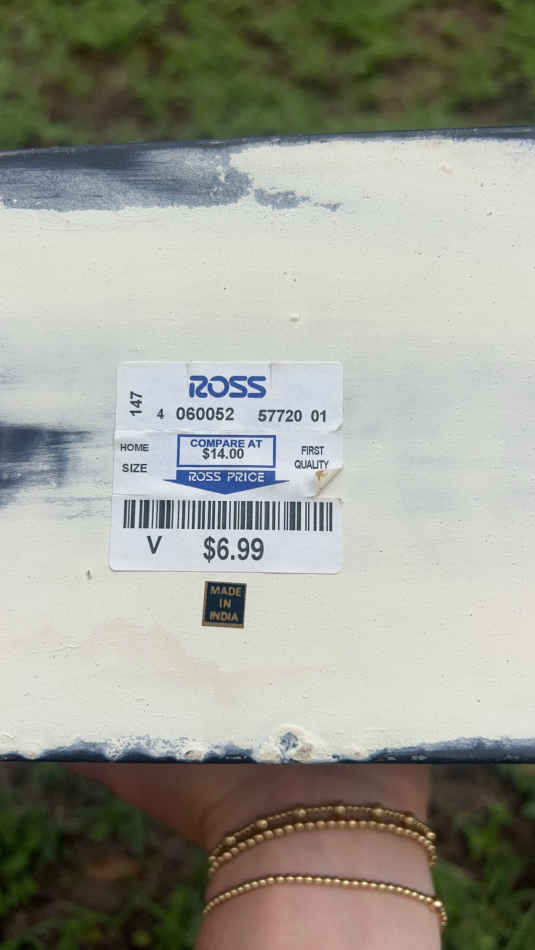 ROSS
147
4 060052 57720 01
HOME
SIZE
COMPARE AT
$14.00
ROSS PRICE
FIRST
QUALITY
V $6.99
MADE
IN
INDIA